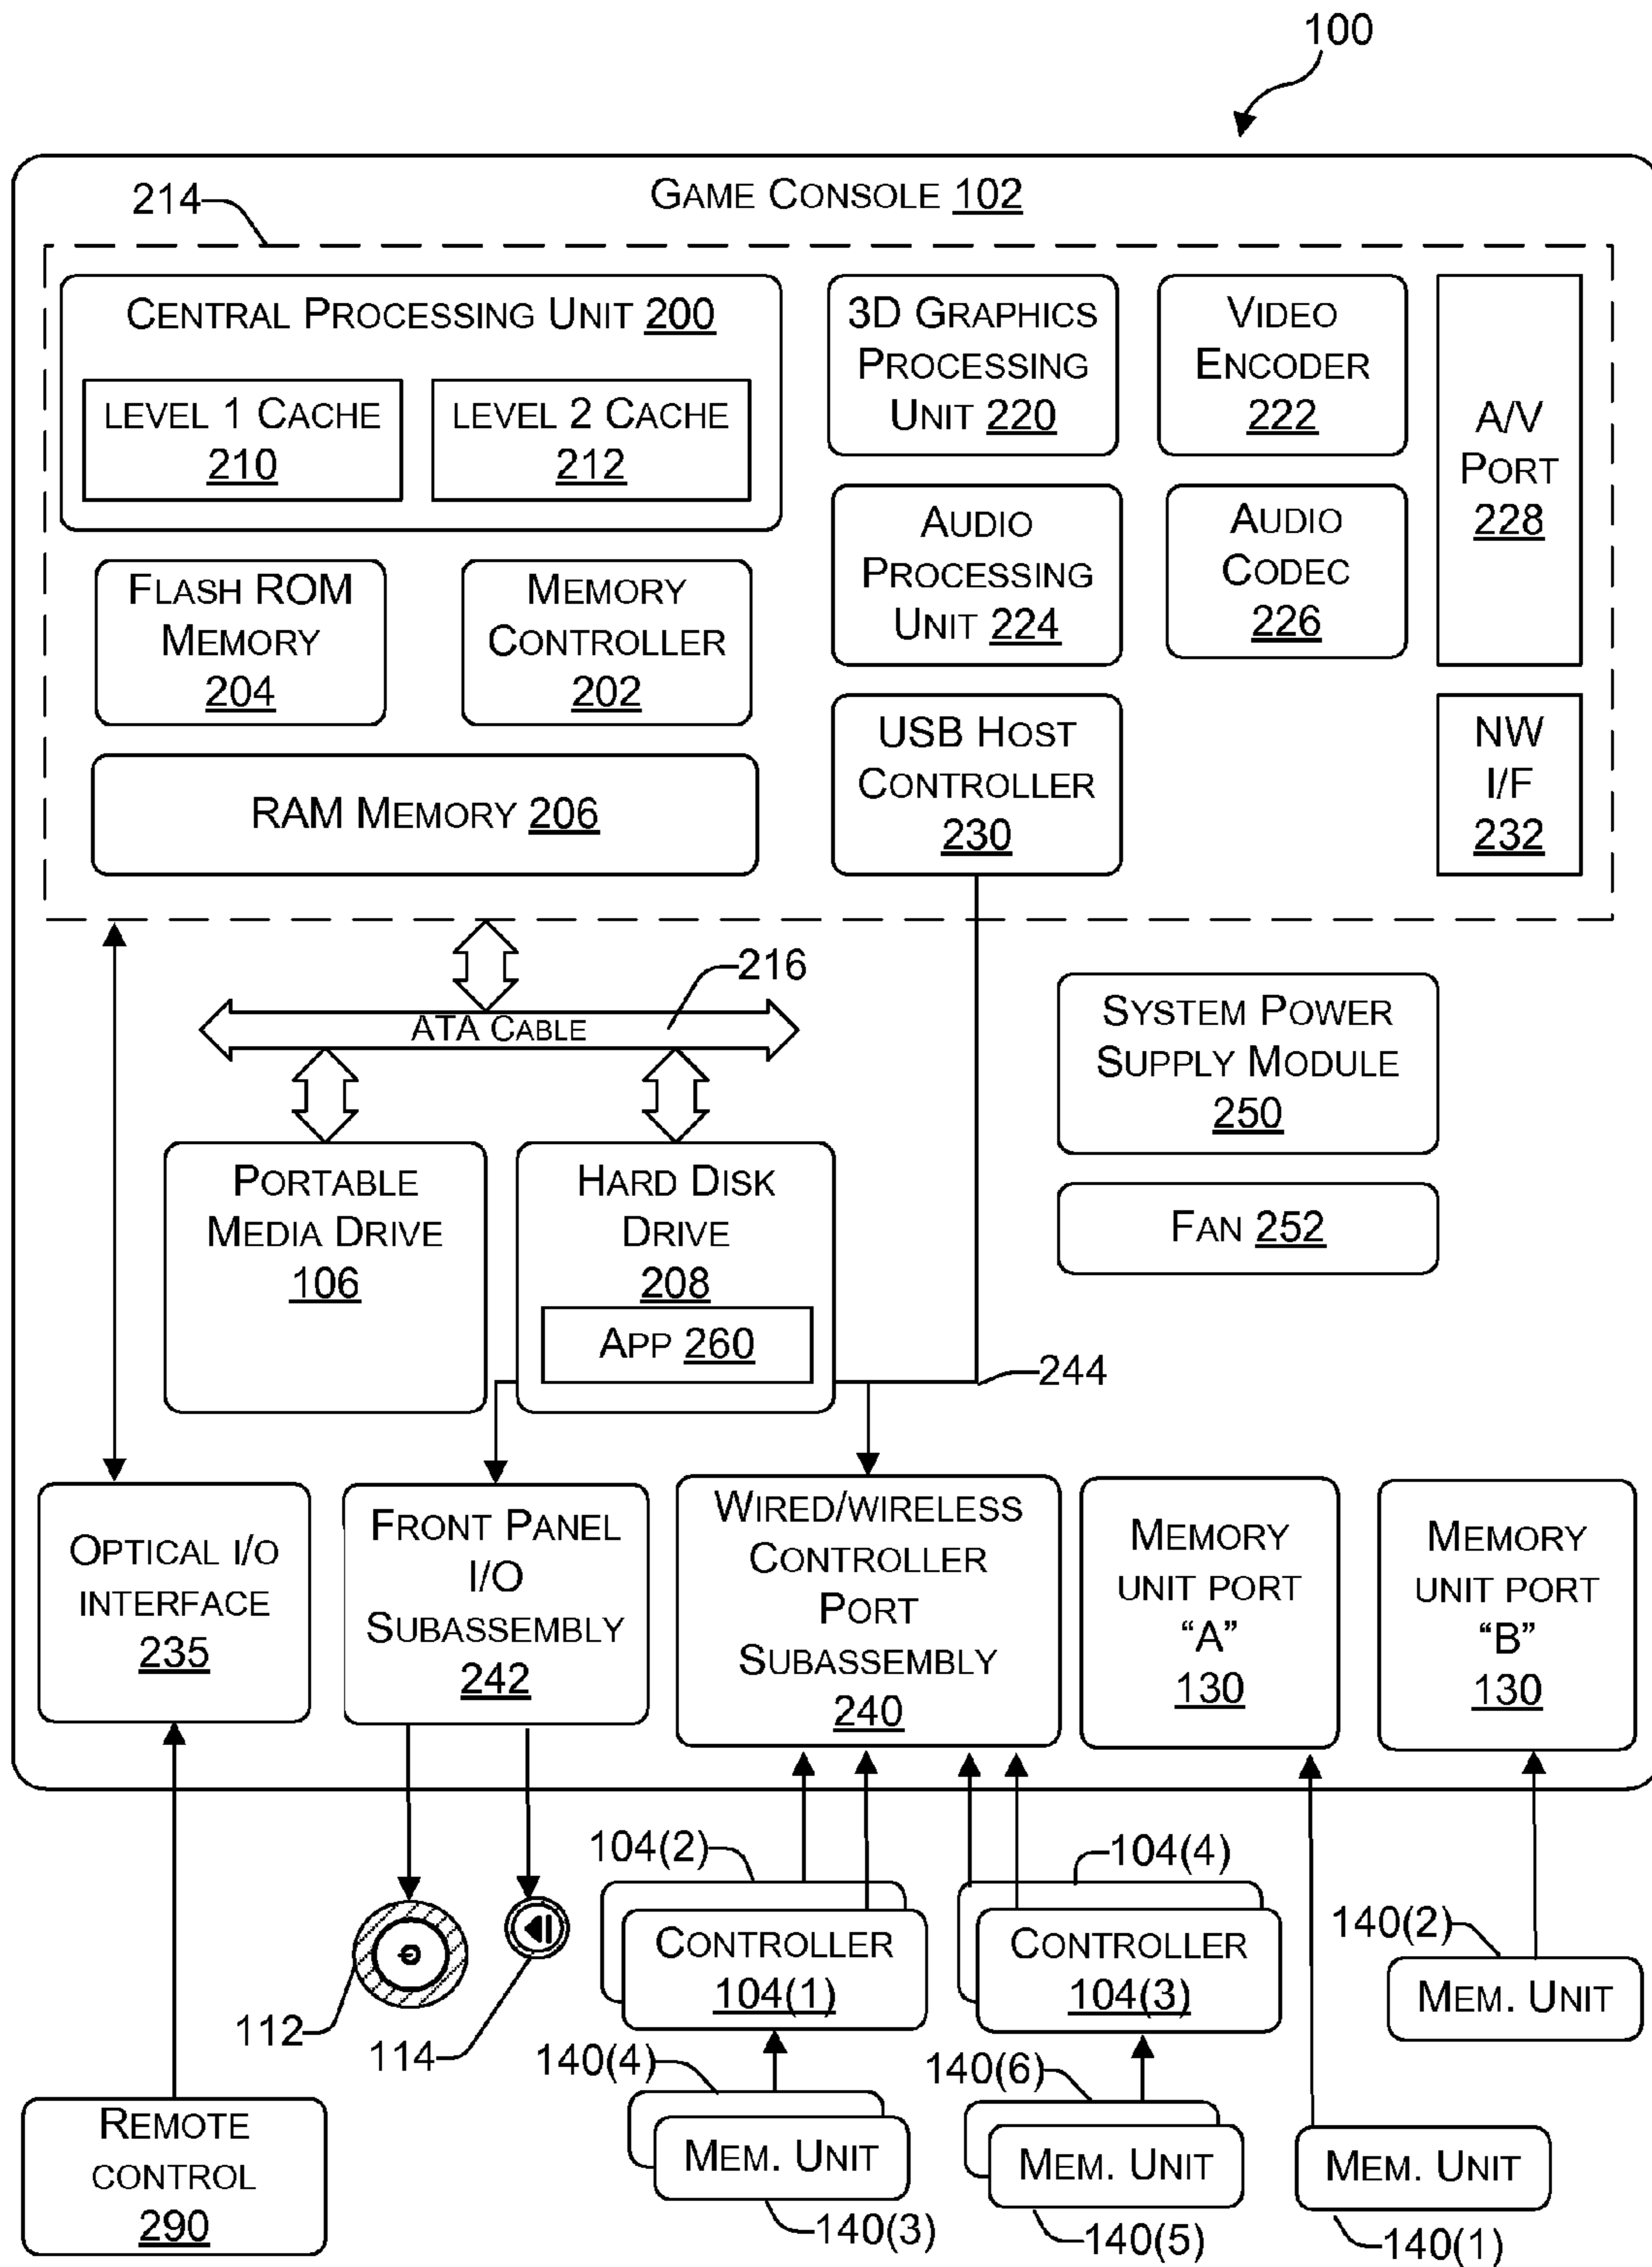 100
GAME CONSOLE 102
214
CENTRAL PROCESSING UNIT 200
LEVEL 1 CACHE
210
LEVEL 2 CACHE
212
3D GRAPHICS
PROCESSING
UNIT 220
VIDEO
ENCODER
222
A/V
PORT
228
FLASH ROM
MEMORY
204
MEMORY
CONTROLLER
202
AUDIO
PROCESSING
UNIT 224
AUDIO
CODEC
226
RAM MEMORY 206
USB HOST
CONTROLLER
230
NW
I/F
232
216
ATA CABLE
SYSTEM POWER
SUPPLY MODULE
250
PORTABLE
MEDIA DRIVE
106
HARD DISK
DRIVE
208
APP 260
FAN 252
244
OPTICAL I/O
INTERFACE
235
FRONT PANEL
I/O
SUBASSEMBLY
242
WIRED/WIRELESS
CONTROLLER
PORT
SUBASSEMBLY
240
MEMORY
UNIT PORT
“A”
130
MEMORY
UNIT PORT
“B”
130
104(2)
104(4)
CONTROLLER
104(1)
CONTROLLER
104(3)
140(2)
MEM. UNIT
112
114
140(4)
140(6)
REMOTE
CONTROL
290
MEM. UNIT
140(3)
MEM. UNIT
140(5)
MEM. UNIT
140(1)